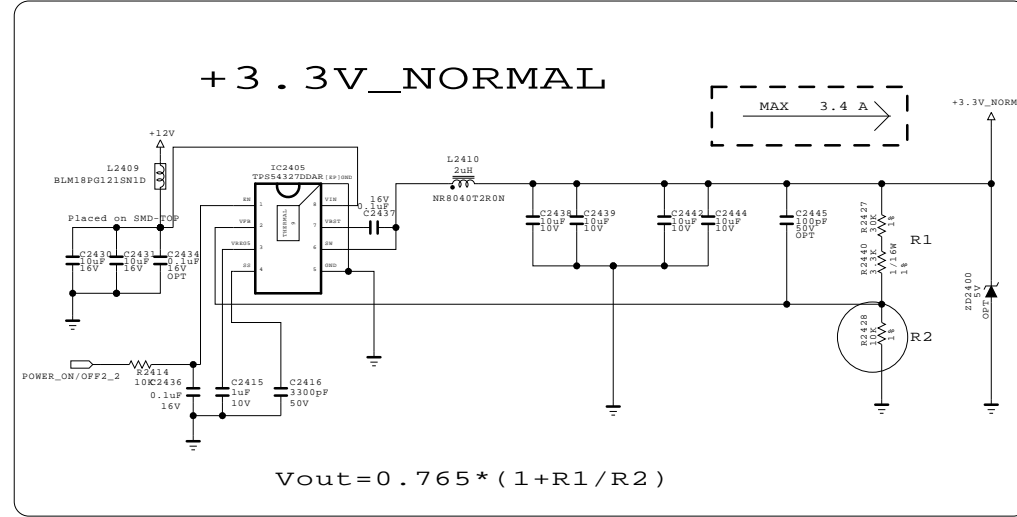 +3.3V_NORMAL
MAX 3.4 A
+3.3V_NORM
+12V
L2409
BLM18PG121SN1D
Placed on SMD-TOP
C2430
10uF
16V
C2431
10uF
16V
C2434
0.1uF
16V
OPT
IC2405
TPS54327DDAR
[EP]GND
EN
1
VFB
2
VREG5
3
SS
4
THERMAL
9
VIN
8
VBST
7
SW
6
GND
5
16V
0.1uF
C2437
L2410
2uH
NR8040T2R0N
C2438
10uF
10V
C2439
10uF
10V
C2442
10uF
10V
C2444
10uF
10V
C2445
100pF
50V
OPT
R2427
30K
1%
R2440
3.3K
1/16W
1%
R1
R2428
10K
1%
R2
ZD2400
5V
OPT
POWER_ON/OFF2_2
R2414
10K
C2436
0.1uF
16V
C2415
1uF
10V
C2416
3300pF
50V
Vout=0.765*(1+R1/R2)